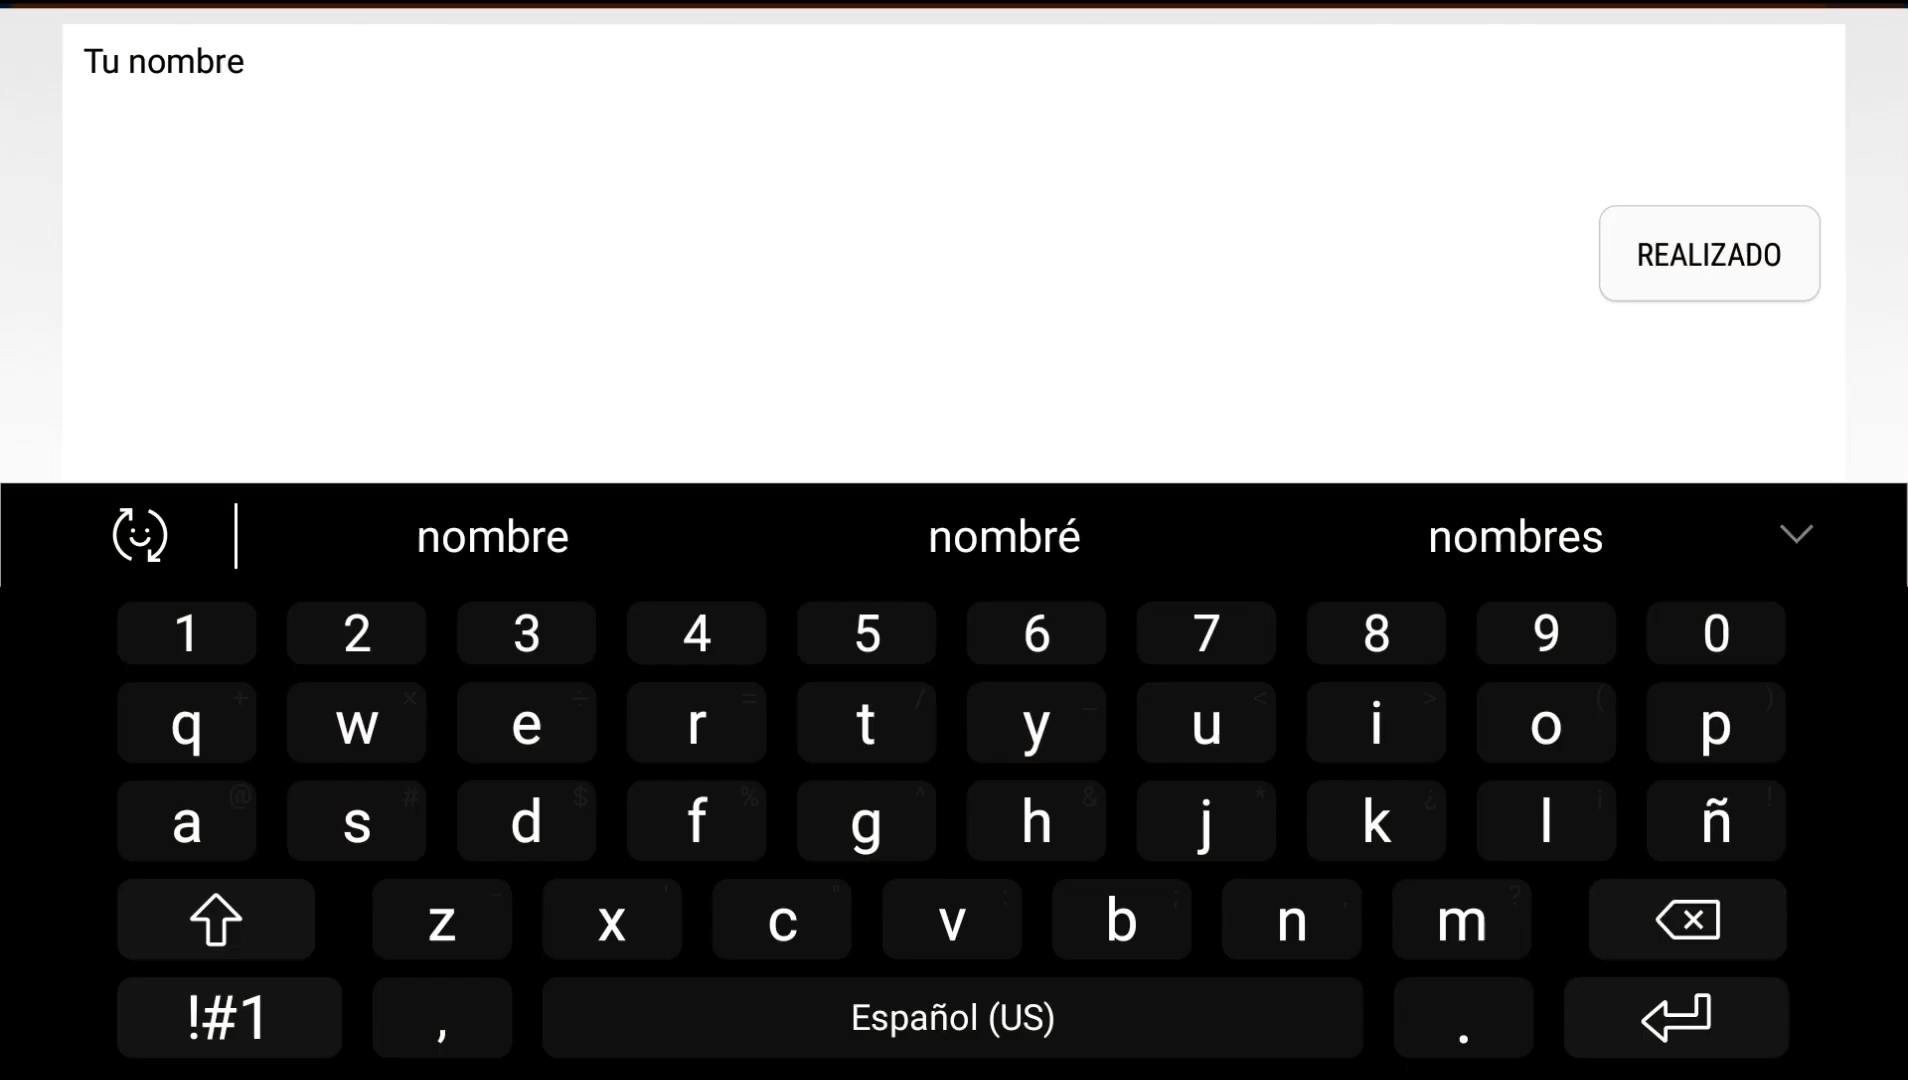 Tu nombre
REALIZADO
nombre nombré nombres
1 2 3 4 5 6 7 8 9 0
q + w × e ÷ r = t / y _ u < i > o ( p )
a @ s # d $ f % g ^ h & j * k ¿ l ¡ ñ !
z - x ' c " v : b ; n , m ?
!#1 , Español (US) .